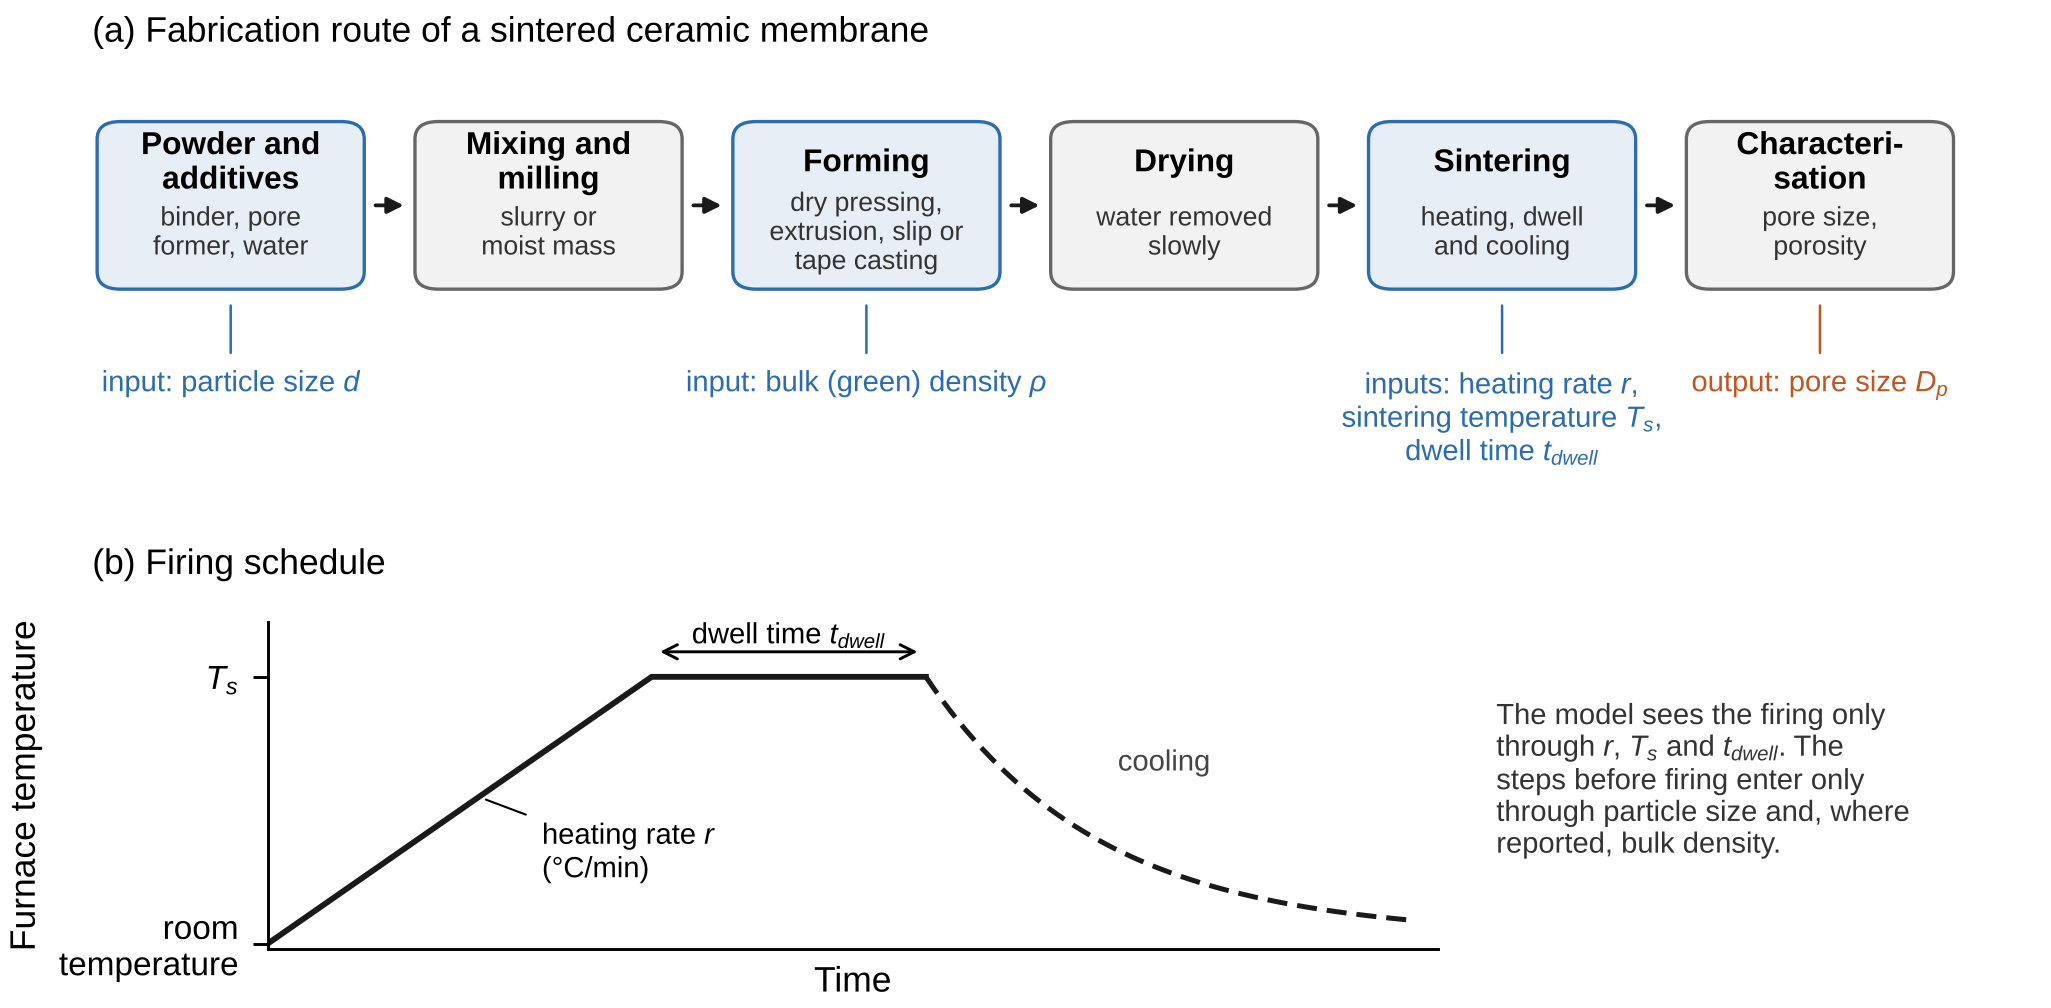 (a) Fabrication route of a sintered ceramic membrane
Powder and
additives
binder, pore
former, water
Mixing and
milling
slurry or
moist mass
Forming
dry pressing,
extrusion, slip or
tape casting
Drying
water removed
slowly
Sintering
heating, dwell
and cooling
Characteri-
sation
pore size,
porosity
input: particle size d
input: bulk (green) density ρ
inputs: heating rate r,
sintering temperature Ts,
dwell time tdwell
output: pore size Dp
(b) Firing schedule
Furnace temperature
Ts
room
temperature
dwell time tdwell
heating rate r
(°C/min)
cooling
Time
The model sees the firing only
through r, Ts and tdwell. The
steps before firing enter only
through particle size and, where
reported, bulk density.